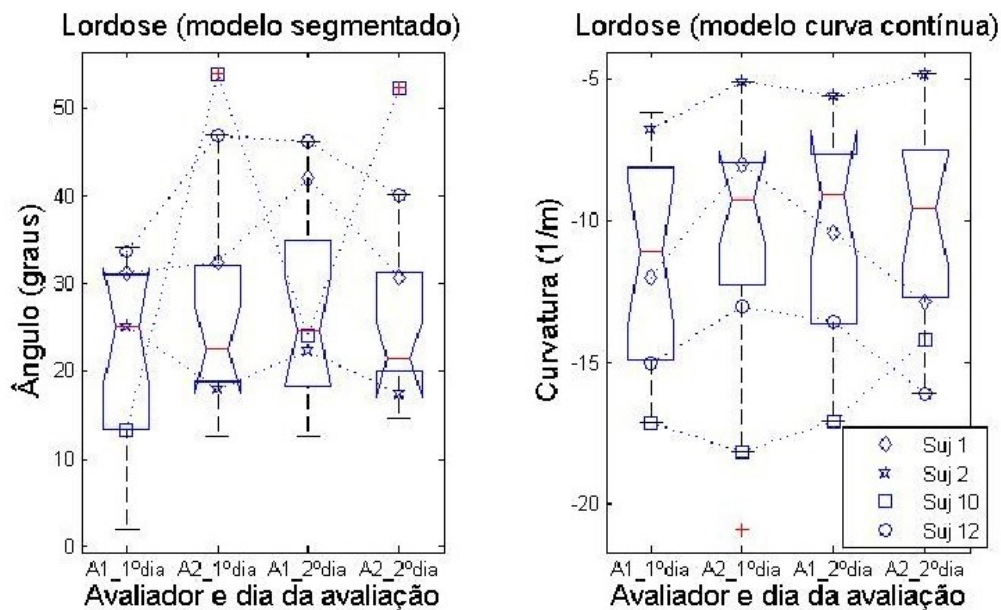 Lordose (modelo segmentado)
Ângulo (graus)
50
40
30
20
10
0
A1_1ºdia A2_1ºdia A1_2ºdia A2_2ºdia
Avaliador e dia da avaliação
Lordose (modelo curva contínua)
Curvatura (1/m)
-5
-10
-15
-20
Suj 1
Suj 2
Suj 10
Suj 12
A1_1ºdia A2_1ºdia A1_2ºdia A2_2ºdia
Avaliador e dia da avaliação